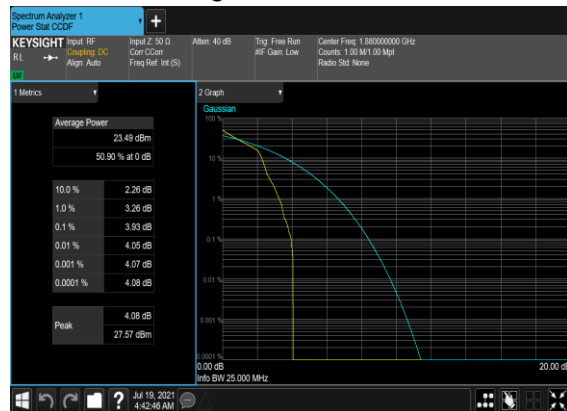 Spectrum Analyzer 1
Power Stat CCDF
KEYSIGHT
RL
Input: RF
Coupling: DC
Align: Auto
Input Z: 50 Ω
Corr CCorr
Freq Ref: Int (S)
Atten: 40 dB
Trig: Free Run
#IF Gain: Low
Center Freq: 1.880000000 GHz
Counts: 1.00 M/1.00 Mpt
Radio Std: None
1 Metrics
Average Power
23.49 dBm
50.90 % at 0 dB
10.0 % 2.26 dB
1.0 % 3.26 dB
0.1 % 3.93 dB
0.01 % 4.05 dB
0.001 % 4.07 dB
0.0001 % 4.08 dB
Peak
4.08 dB
27.57 dBm
2 Graph
Gaussian
100 %
10 %
1 %
0.1 %
0.01 %
0.001 %
0.0001 %
0.00 dB
20.00 dB
Info BW 25.000 MHz
?
Jul 19, 2021
4:42:46 AM